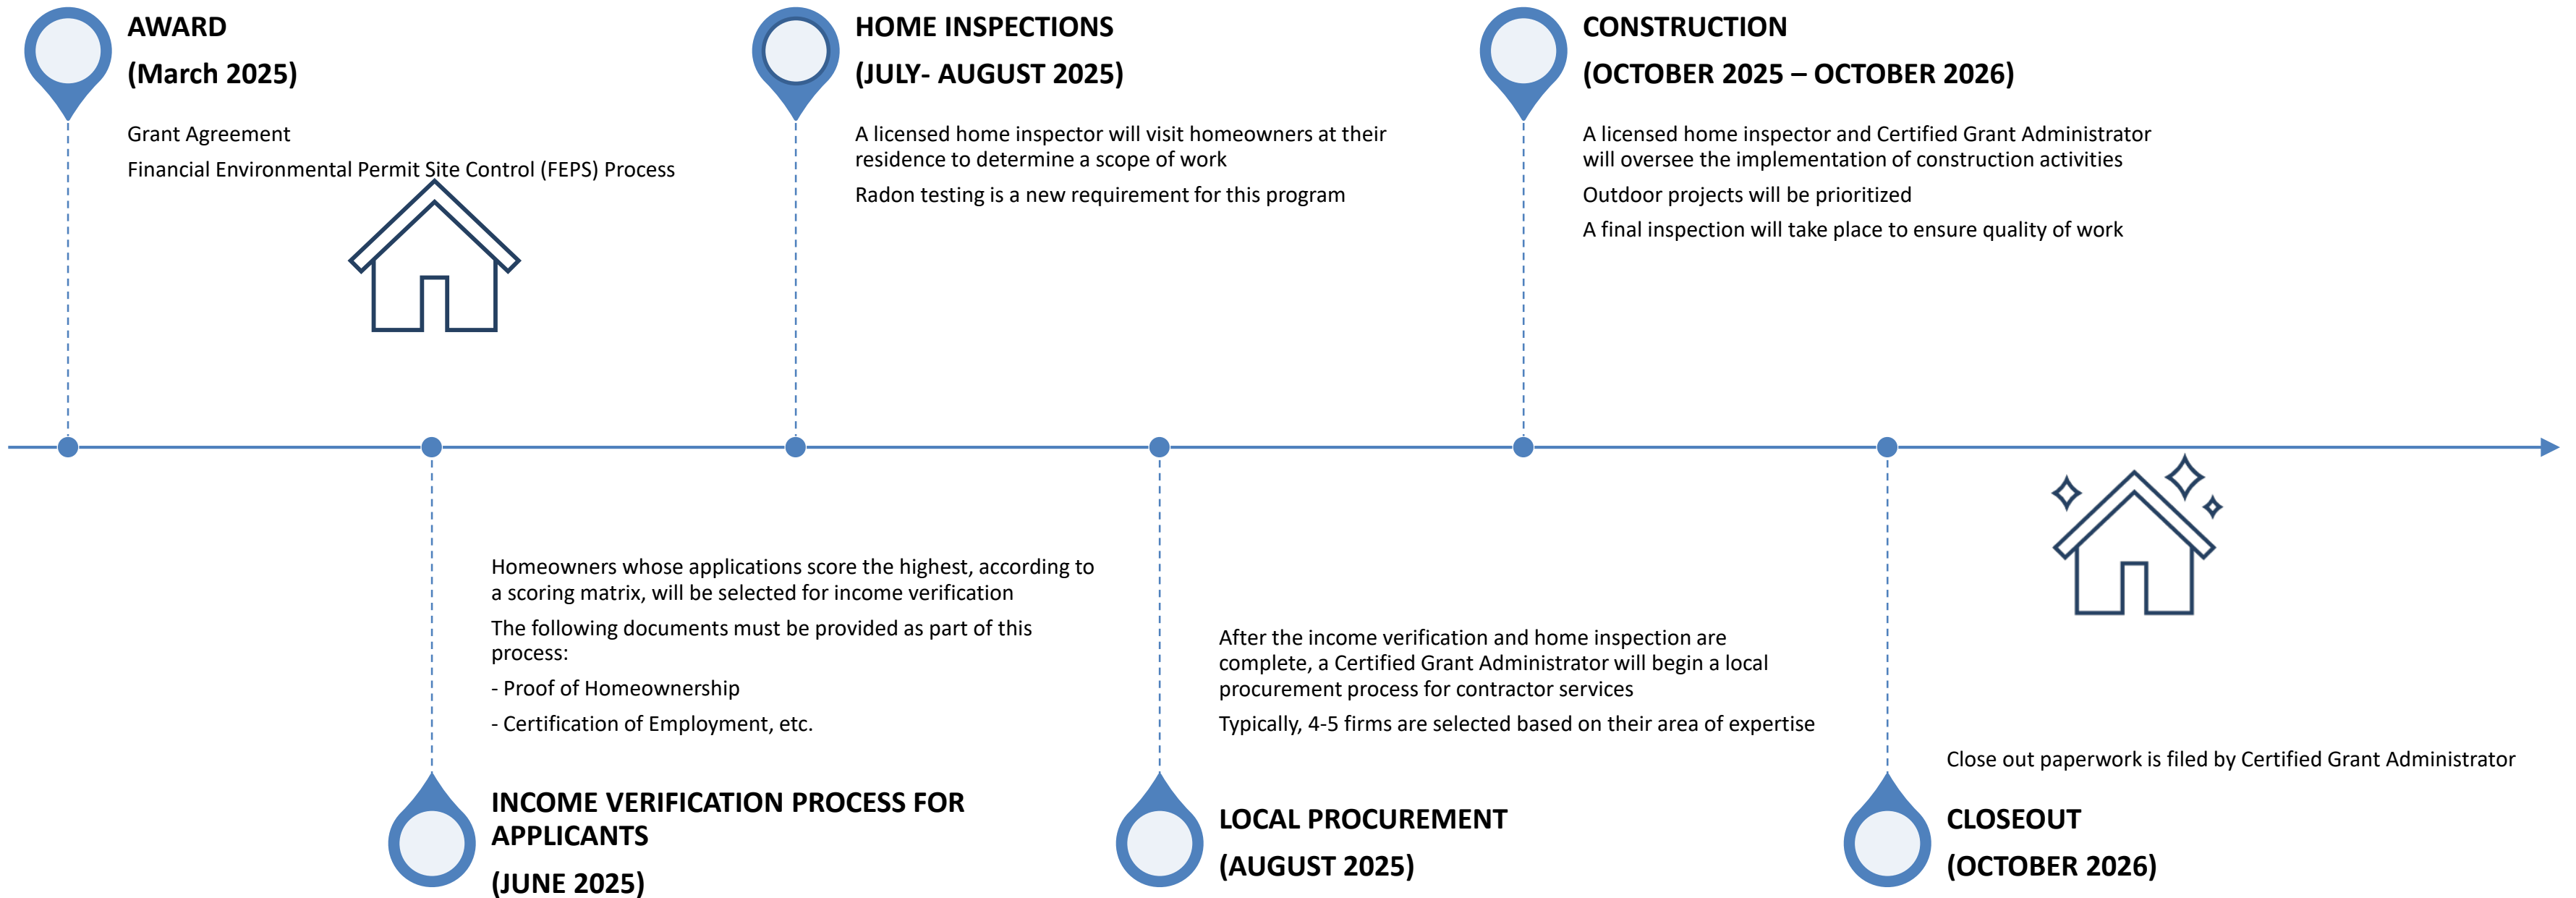 AWARD
(March 2025)
Grant Agreement
Financial Environmental Permit Site Control (FEPS) Process
HOME INSPECTIONS
(JULY- AUGUST 2025)
A licensed home inspector will visit homeowners at their
residence to determine a scope of work
Radon testing is a new requirement for this program
CONSTRUCTION
(OCTOBER 2025 – OCTOBER 2026)
A licensed home inspector and Certified Grant Administrator
will oversee the implementation of construction activities
Outdoor projects will be prioritized
A final inspection will take place to ensure quality of work
Homeowners whose applications score the highest, according to
a scoring matrix, will be selected for income verification
The following documents must be provided as part of this
process:
- Proof of Homeownership
- Certification of Employment, etc.
INCOME VERIFICATION PROCESS FOR
APPLICANTS
(JUNE 2025)
After the income verification and home inspection are
complete, a Certified Grant Administrator will begin a local
procurement process for contractor services
Typically, 4-5 firms are selected based on their area of expertise
LOCAL PROCUREMENT
(AUGUST 2025)
Close out paperwork is filed by Certified Grant Administrator
CLOSEOUT
(OCTOBER 2026)